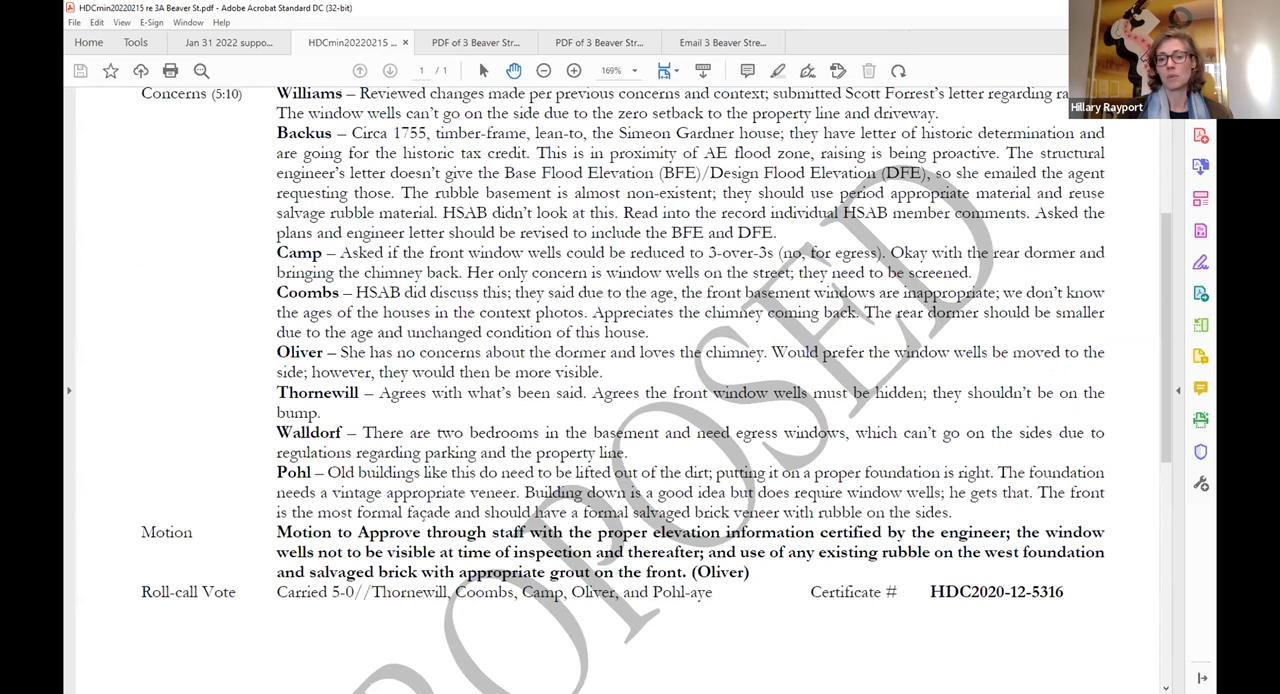 HDCmin20220215 re 3A Beaver St.pdf - Adobe Acrobat Standard DC (32-bit)
File Edit View E-Sign Window Help
Home Tools Jan 31 2022 suppo... HDCmin20220215 ... × PDF of 3 Beaver Str... PDF of 3 Beaver Str... Email 3 Beaver Stree...
1 / 1 169%
Hillary Rayport
Concerns (5:10) Williams – Reviewed changes made per previous concerns and context; submitted Scott Forrest's letter regarding
The window wells can't go on the side due to the zero setback to the property line and driveway.
Backus – Circa 1755, timber-frame, lean-to, the Simeon Gardner house; they have letter of historic determination and
are going for the historic tax credit. This is in proximity of AE flood zone, raising is being proactive. The structural
engineer's letter doesn't give the Base Flood Elevation (BFE)/Design Flood Elevation (DFE), so she emailed the agent
requesting those. The rubble basement is almost non-existent; they should use period appropriate material and reuse
salvage rubble material. HSAB didn't look at this. Read into the record individual HSAB member comments. Asked the
plans and engineer letter should be revised to include the BFE and DFE.
Camp – Asked if the front window wells could be reduced to 3-over-3s (no, for egress). Okay with the rear dormer and
bringing the chimney back. Her only concern is window wells on the street; they need to be screened.
Coombs – HSAB did discuss this; they said due to the age, the front basement windows are inappropriate; we don't know
the ages of the houses in the context photos. Appreciates the chimney coming back. The rear dormer should be smaller
due to the age and unchanged condition of this house.
Oliver – She has no concerns about the dormer and loves the chimney. Would prefer the window wells be moved to the
side; however, they would then be more visible.
Thornewill – Agrees with what's been said. Agrees the front window wells must be hidden; they shouldn't be on the
bump.
Walldorf – There are two bedrooms in the basement and need egress windows, which can't go on the sides due to
regulations regarding parking and the property line.
Pohl – Old buildings like this do need to be lifted out of the dirt; putting it on a proper foundation is right. The foundation
needs a vintage appropriate veneer. Building down is a good idea but does require window wells; he gets that. The front
is the most formal façade and should have a formal salvaged brick veneer with rubble on the sides.
Motion Motion to Approve through staff with the proper elevation information certified by the engineer; the window
wells not to be visible at time of inspection and thereafter; and use of any existing rubble on the west foundation
and salvaged brick with appropriate grout on the front. (Oliver)
Roll-call Vote Carried 5-0//Thornewill, Coombs, Camp, Oliver, and Pohl-aye Certificate # HDC2020-12-5316
PROPOSED